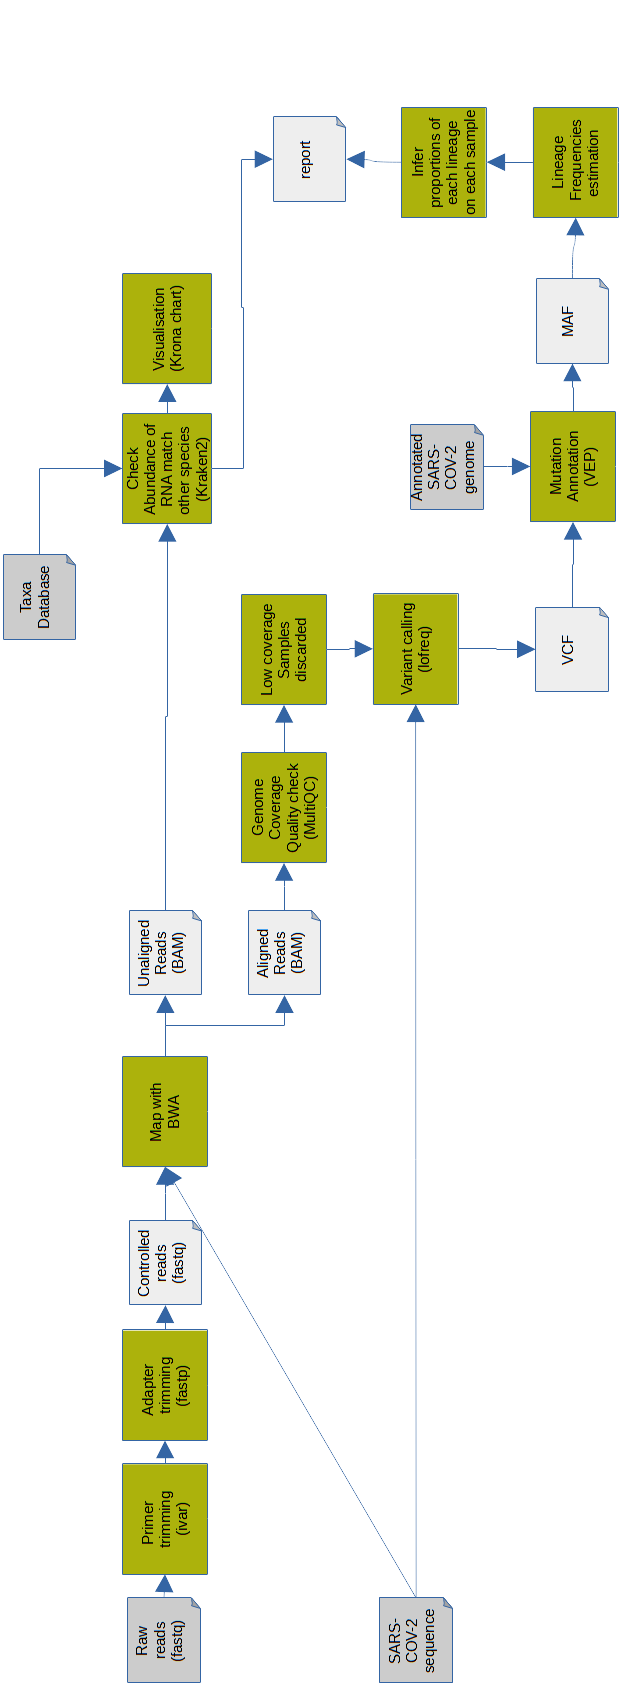 Raw
reads
(fastq)
Primer
trimming
(ivar)
Adapter
trimming
(fastp)
Controlled
reads
(fastq)
SARS-
COV-2
sequence
Map with
BWA
Unaligned
Reads
(BAM)
Aligned
Reads
(BAM)
Genome
Coverage
Quality check
(MultiQC)
Low coverage
Samples
discarded
Variant calling
(lofreq)
VCF
Taxa
Database
Check
Abundance of
RNA match
other species
(Kraken2)
Visualisation
(Krona chart)
Annotated
SARS-
COV-2
genome
Mutation
Annotation
(VEP)
MAF
Lineage
Frequencies
estimation
Infer
proportions of
each lineage
on each sample
report